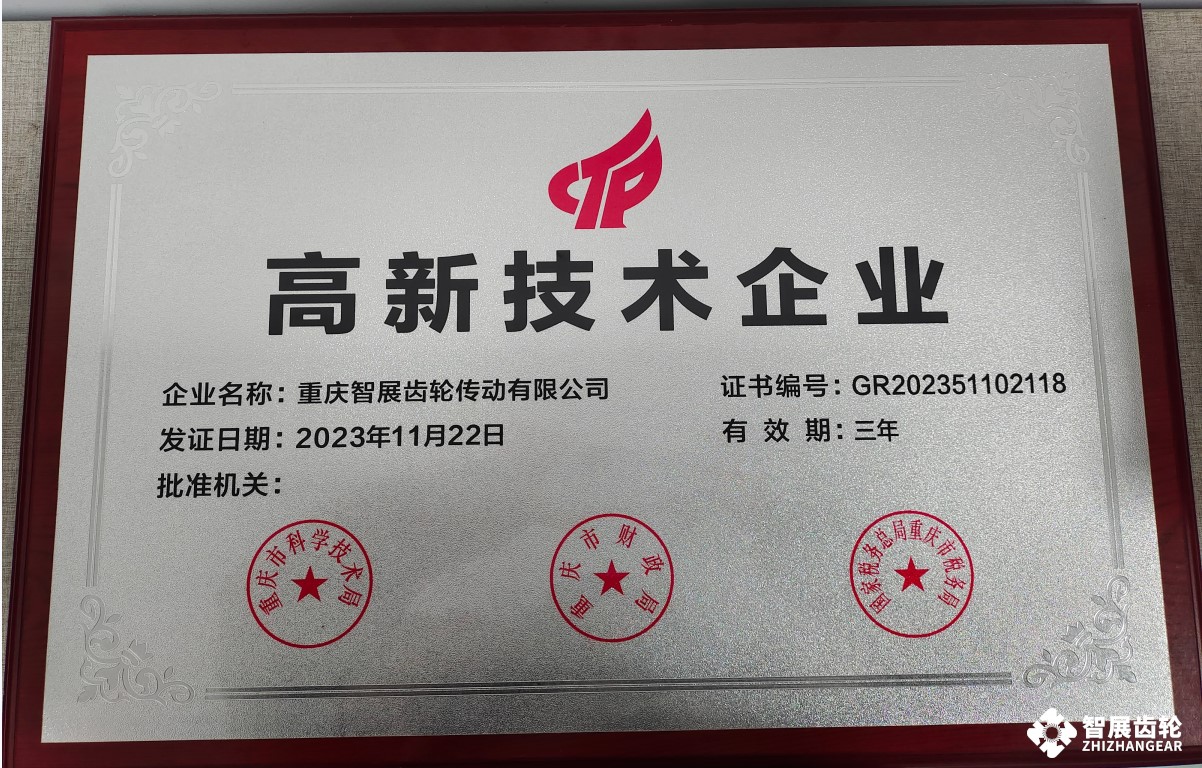 CTP
高新技术企业
企业名称：重庆智展齿轮传动有限公司
证书编号：GR202351102118
发证日期：2023年11月22日
有 效 期：三年
批准机关：
重庆市科学技术局
重庆市财政局
国家税务总局重庆市税务局
智展齿轮
ZHIZHANGEAR